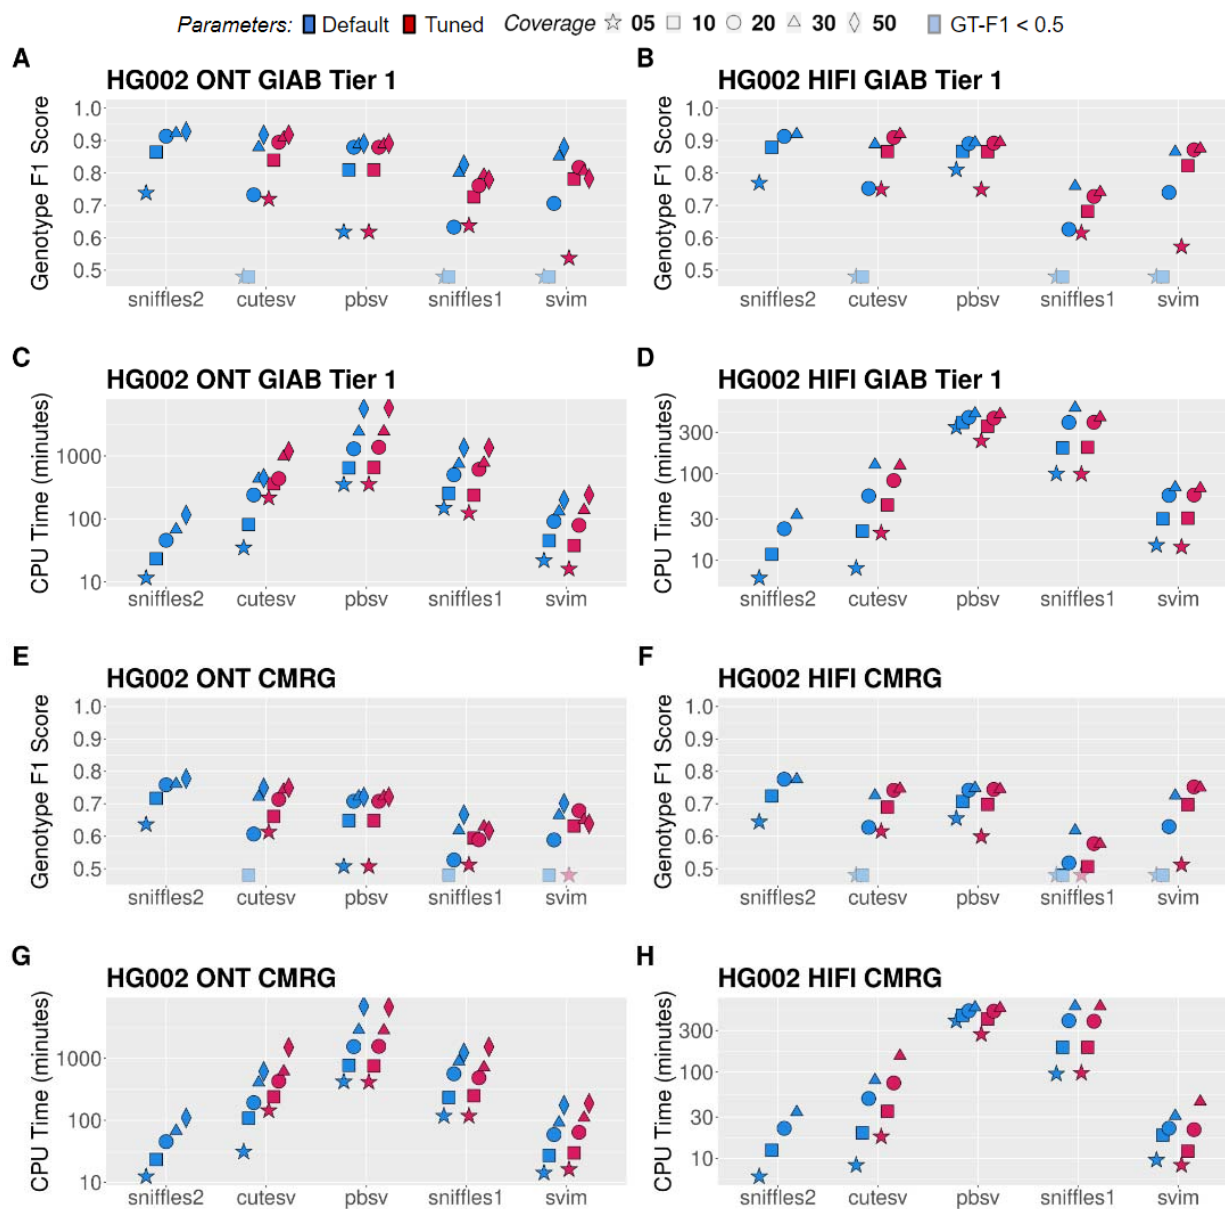 Parameters: Default Tuned Coverage 05 10 20 30 50 GT-F1 < 0.5
A
HG002 ONT GIAB Tier 1
Genotype F1 Score
1.0
0.9
0.8
0.7
0.6
0.5
sniffles2 cutesv pbsv sniffles1 svim
B
HG002 HIFI GIAB Tier 1
Genotype F1 Score
1.0
0.9
0.8
0.7
0.6
0.5
sniffles2 cutesv pbsv sniffles1 svim
C
HG002 ONT GIAB Tier 1
CPU Time (minutes)
1000
100
10
sniffles2 cutesv pbsv sniffles1 svim
D
HG002 HIFI GIAB Tier 1
CPU Time (minutes)
300
100
30
10
sniffles2 cutesv pbsv sniffles1 svim
E
HG002 ONT CMRG
Genotype F1 Score
1.0
0.9
0.8
0.7
0.6
0.5
sniffles2 cutesv pbsv sniffles1 svim
F
HG002 HIFI CMRG
Genotype F1 Score
1.0
0.9
0.8
0.7
0.6
0.5
sniffles2 cutesv pbsv sniffles1 svim
G
HG002 ONT CMRG
CPU Time (minutes)
1000
100
10
sniffles2 cutesv pbsv sniffles1 svim
H
HG002 HIFI CMRG
CPU Time (minutes)
300
100
30
10
sniffles2 cutesv pbsv sniffles1 svim